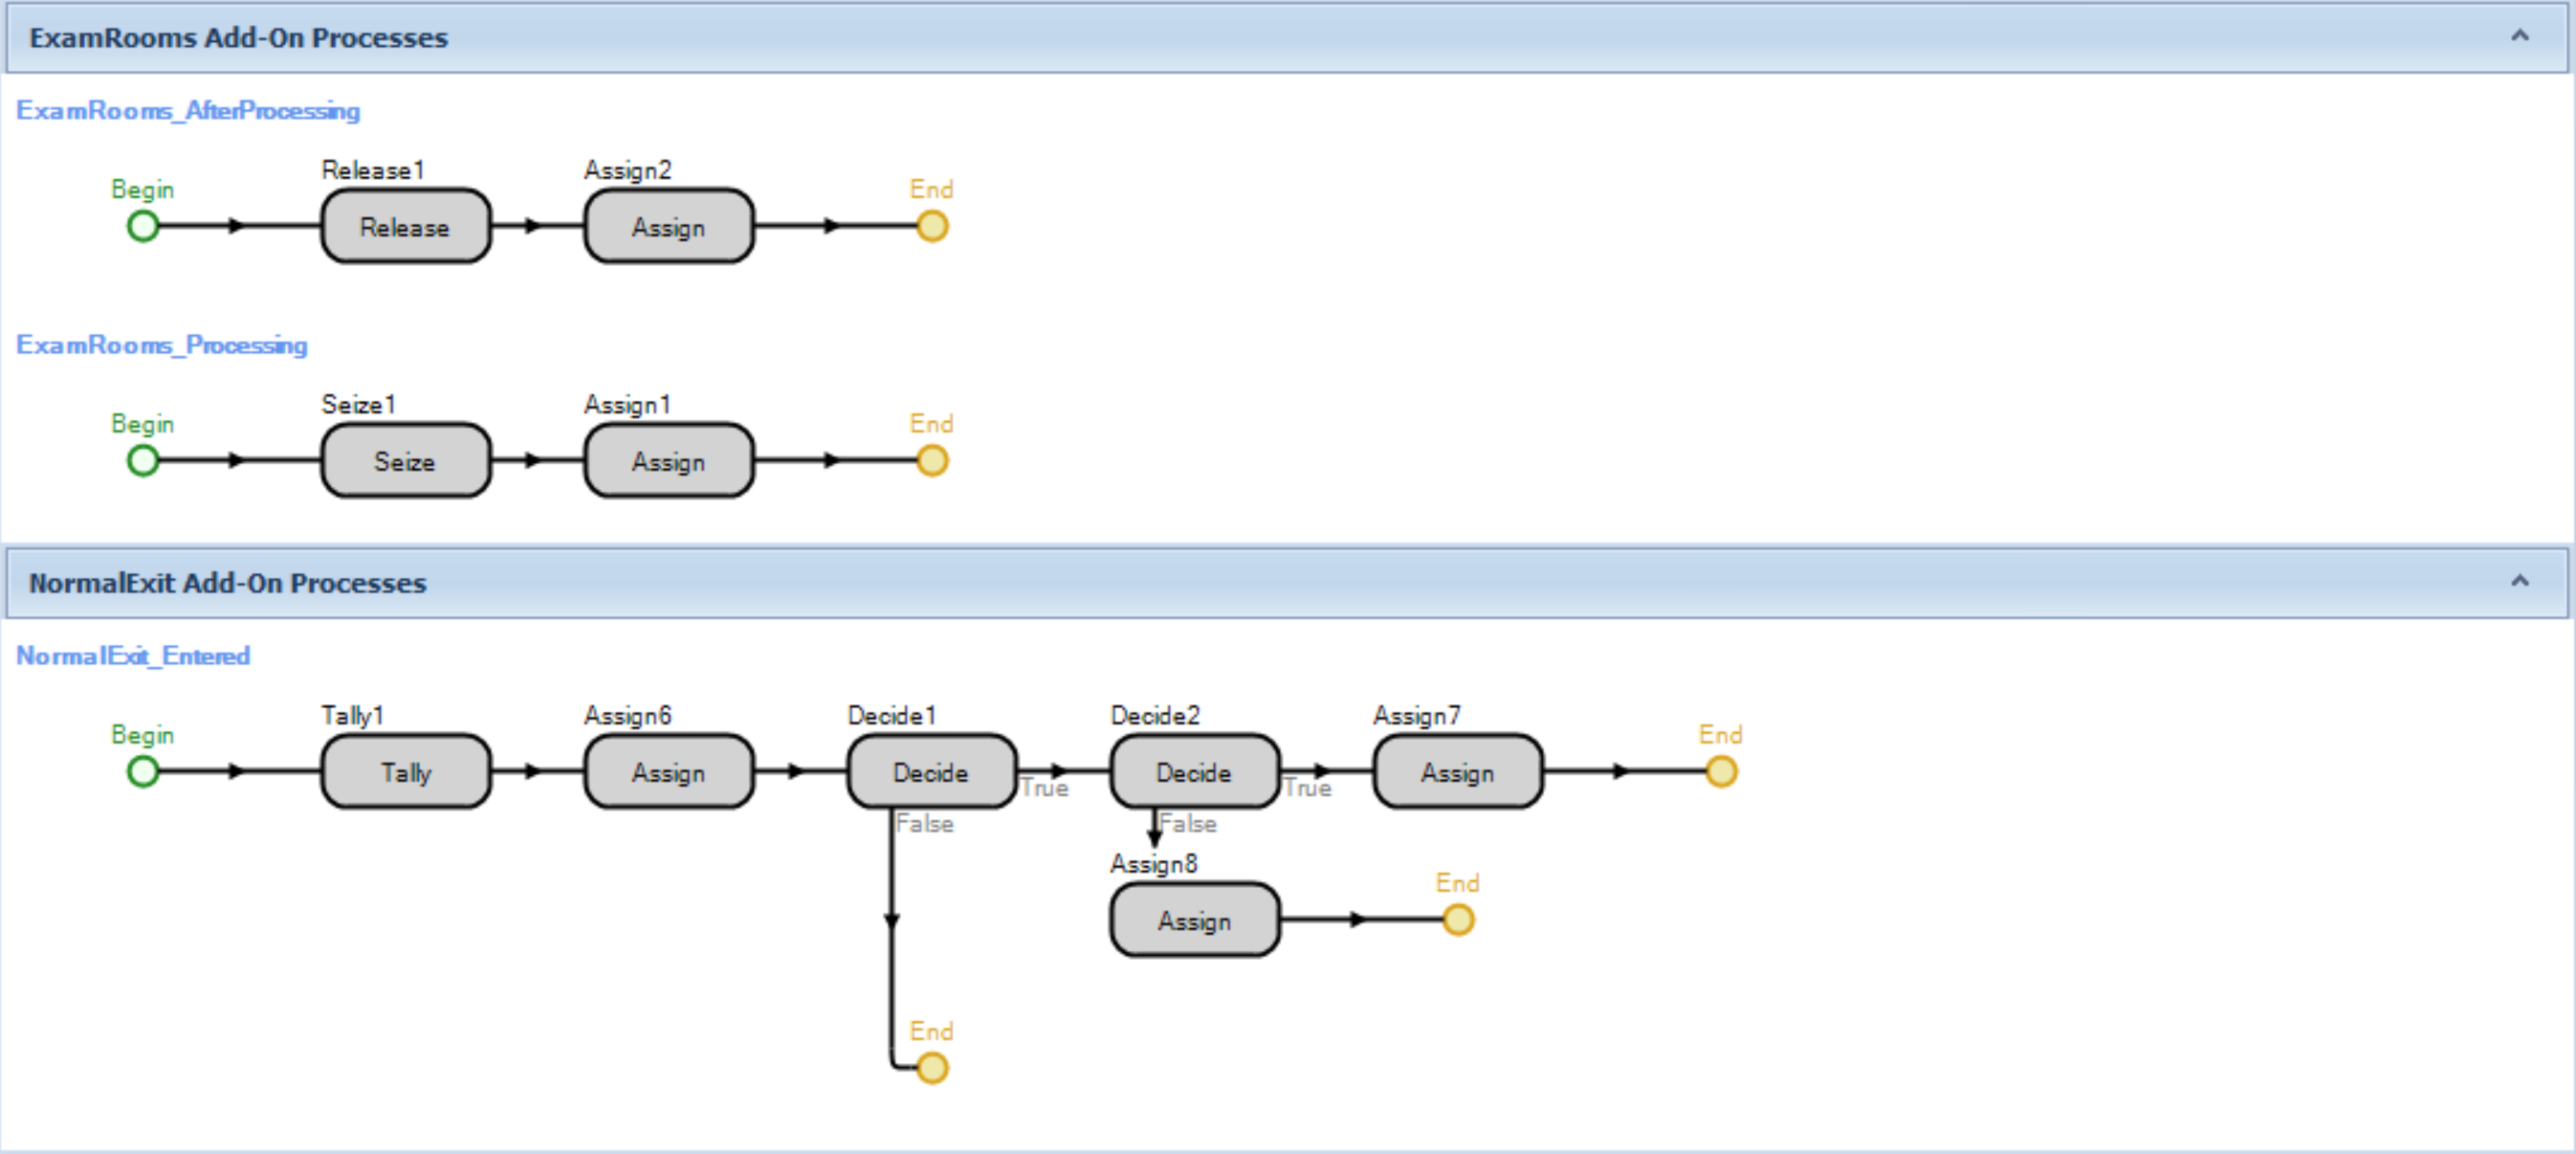 ExamRooms Add-On Processes
ExamRooms_AfterProcessing
Release1 Assign2
Begin End
Release Assign
ExamRooms_Processing
Seize1 Assign1
Begin End
Seize Assign
NormalExit Add-On Processes
NormalExit_Entered
Tally1 Assign6 Decide1 Decide2 Assign7
Begin End
Tally Assign Decide Decide Assign
True True
False False
Assign8
End
Assign
End